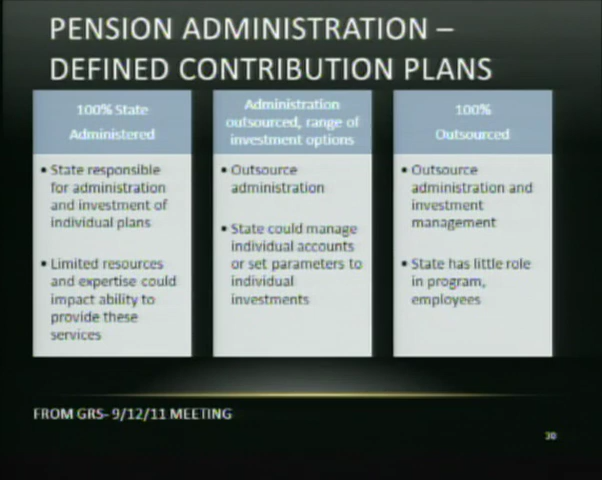 PENSION ADMINISTRATION –
DEFINED CONTRIBUTION PLANS
100% State
Administered
• State responsible
for administration
and investment of
individual plans
• Limited resources
and expertise could
impact ability to
provide these
services
Administration
outsourced, range of
investment options
• Outsource
administration
• State could manage
individual accounts
or set parameters to
individual
investments
100%
Outsourced
• Outsource
administration and
investment
management
• State has little role
in program,
employees
FROM GRS- 9/12/11 MEETING
30